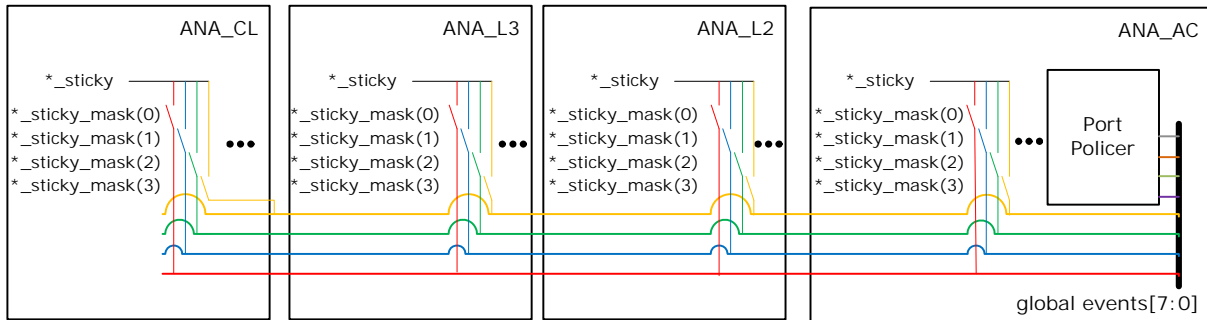 ANA_CL
*_sticky
*_sticky_mask(0)
*_sticky_mask(1)
*_sticky_mask(2)
*_sticky_mask(3)
ANA_L3
*_sticky
*_sticky_mask(0)
*_sticky_mask(1)
*_sticky_mask(2)
*_sticky_mask(3)
ANA_L2
*_sticky
*_sticky_mask(0)
*_sticky_mask(1)
*_sticky_mask(2)
*_sticky_mask(3)
ANA_AC
*_sticky
*_sticky_mask(0)
*_sticky_mask(1)
*_sticky_mask(2)
*_sticky_mask(3)
Port
Policer
global events[7:0]